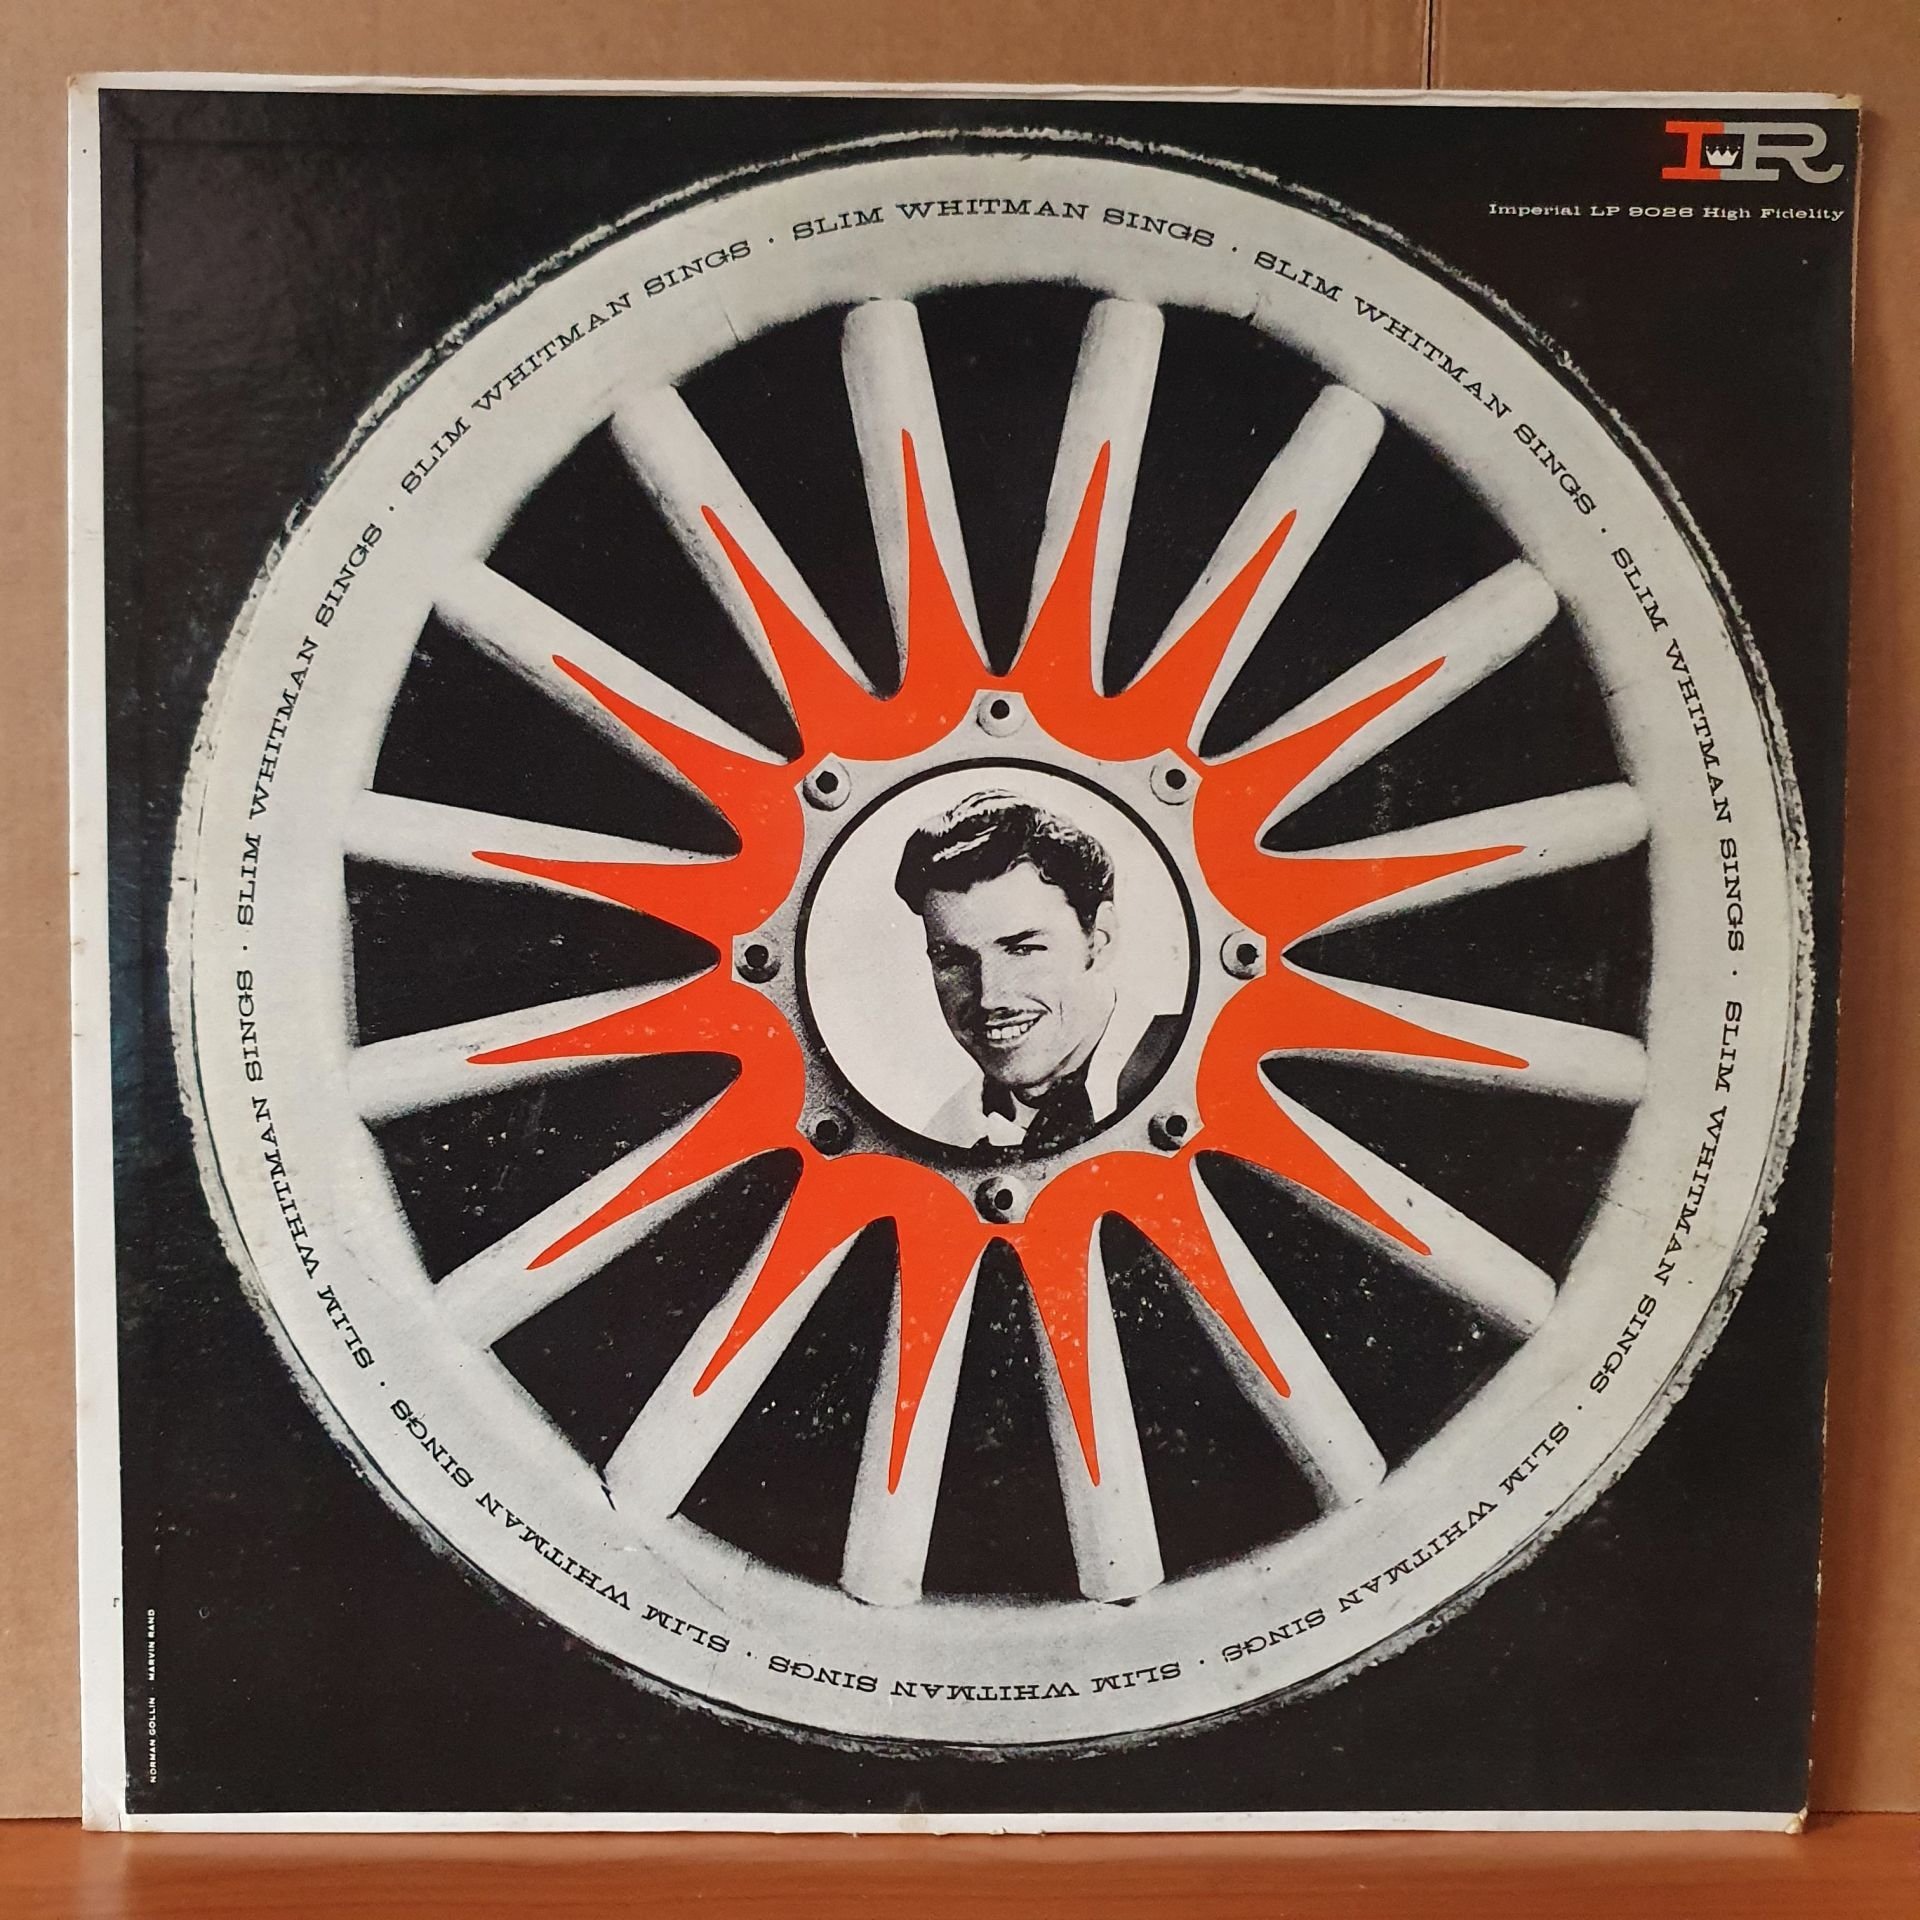 IR
Imperial LP 9026 High Fidelity
SLIM WHITMAN SINGS · SLIM WHITMAN SINGS · SLIM WHITMAN SINGS · SLIM WHITMAN SINGS · SLIM WHITMAN SINGS · SLIM WHITMAN SINGS · SLIM WHITMAN SINGS · SLIM WHITMAN SINGS · SLIM WHITMAN SINGS · SLIM WHITMAN SINGS ·
NORMAN GOLLIN · MARVIN RAND